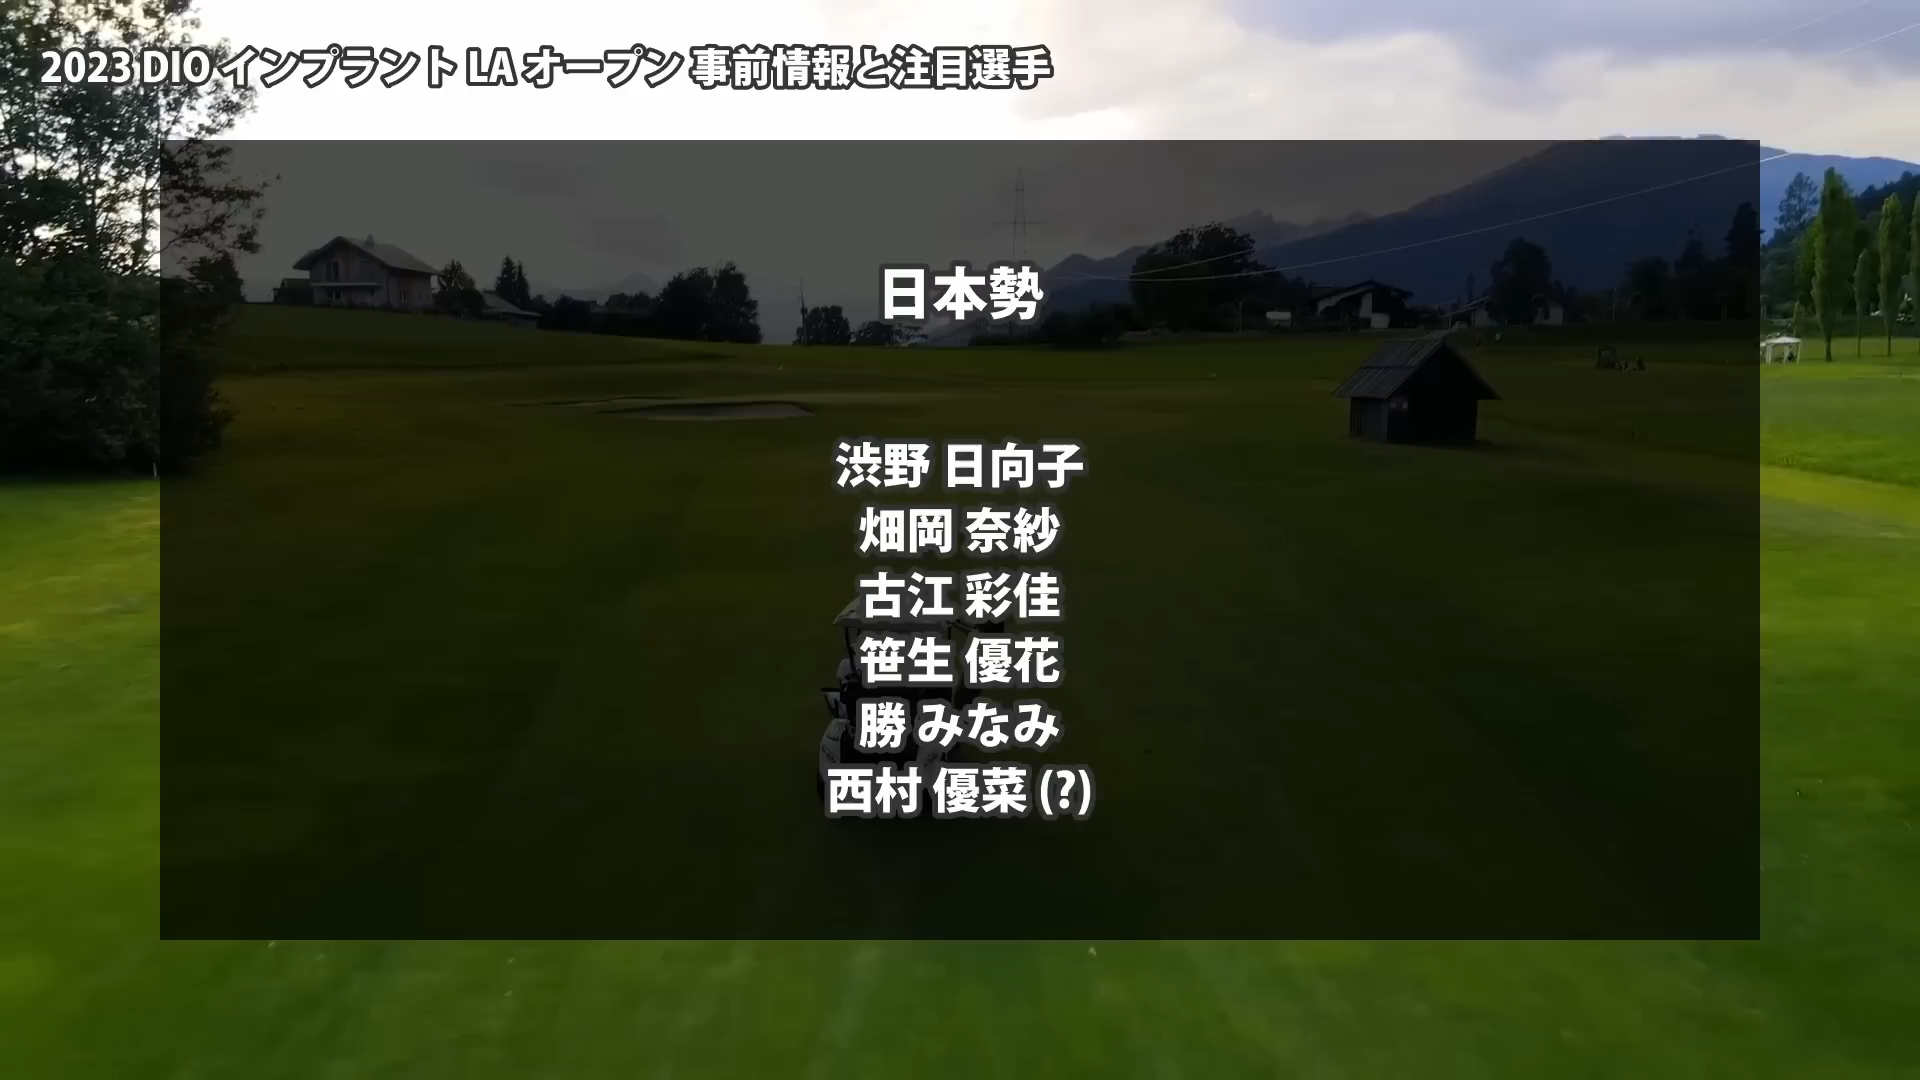 2023 DIO インプラント LA オープン 事前情報と注目選手
日本勢
渋野 日向子
畑岡 奈紗
古江 彩佳
笹生 優花
勝 みなみ
西村 優菜 (?)